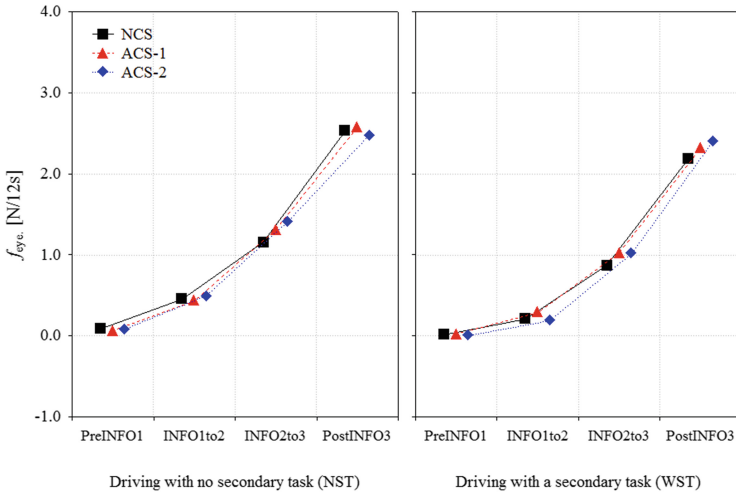 4.0
NCS
ACS-1
ACS-2
3.0
2.0
1.0
0.0
-1.0
f eye. [N/12s]
PreINFO1 INFO1to2 INFO2to3 PostINFO3 PreINFO1 INFO1to2 INFO2to3 PostINFO3
Driving with no secondary task (NST) Driving with a secondary task (WST)